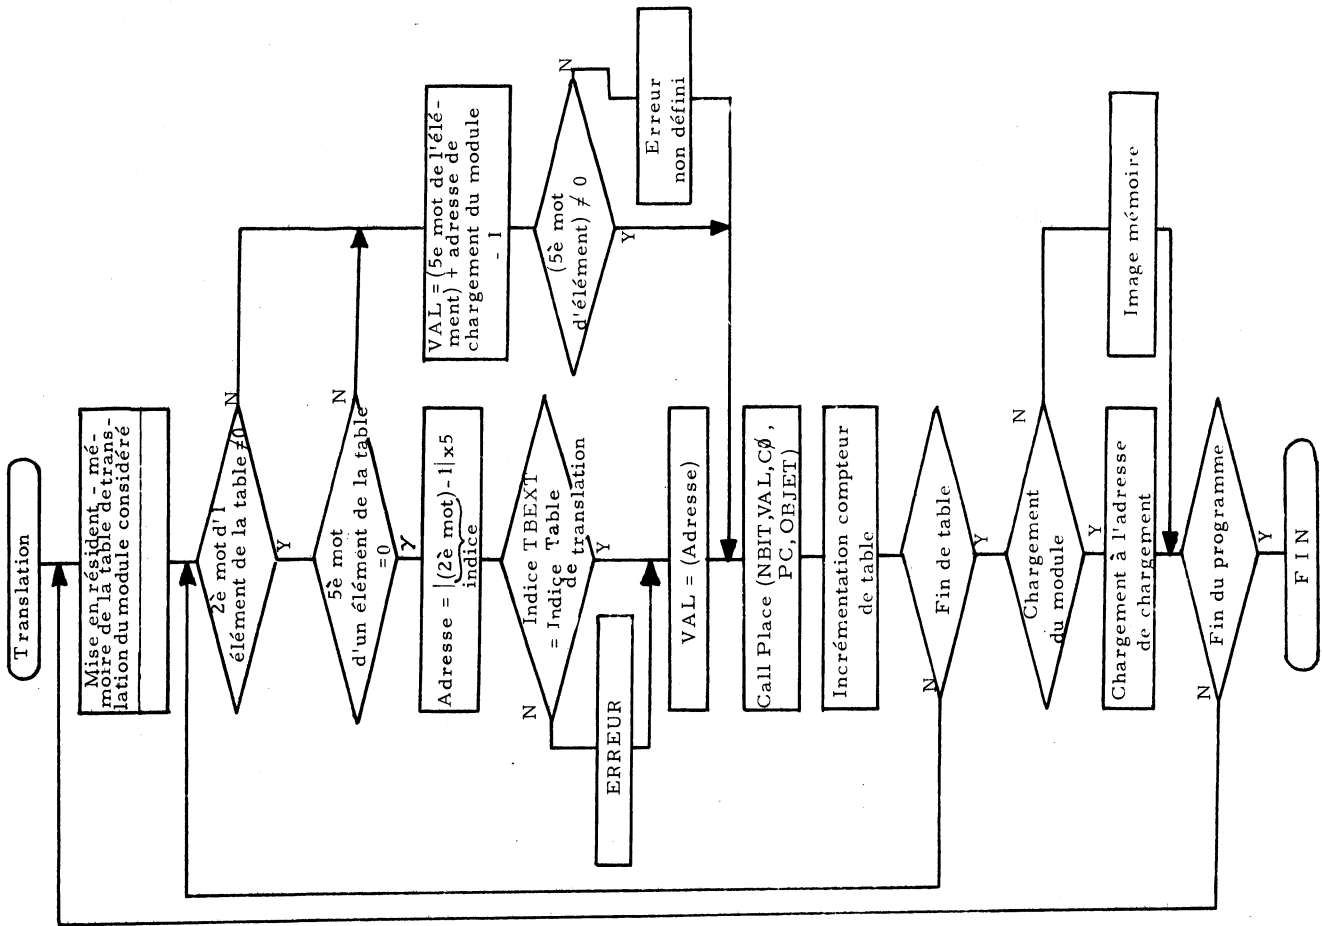 Translation
Mise en résident - mé-
moire de la table de trans-
lation du module considéré
2è mot d'1
élément de la table ≠0
N
Y
5è mot
d'un élément de la table
=0
N
Y
VAL = (5e mot de l'élé-
ment) + adresse de
chargement du module
- 1
(5è mot
d'élément) ≠ 0
N
Y
Erreur
non défini
Adresse = |(2è mot)-1|x5
indice
Indice TBEXT
= Indice Table
de translation
N
Y
ERREUR
VAL = (Adresse)
Call Place (NBIT,VAL,CØ,
PC,OBJET)
Incrémentation compteur
de table
Fin de table
N
Y
Chargement
du module
N
Y
Image mémoire
Chargement à l'adresse
de chargement
Fin du programme
N
Y
FIN